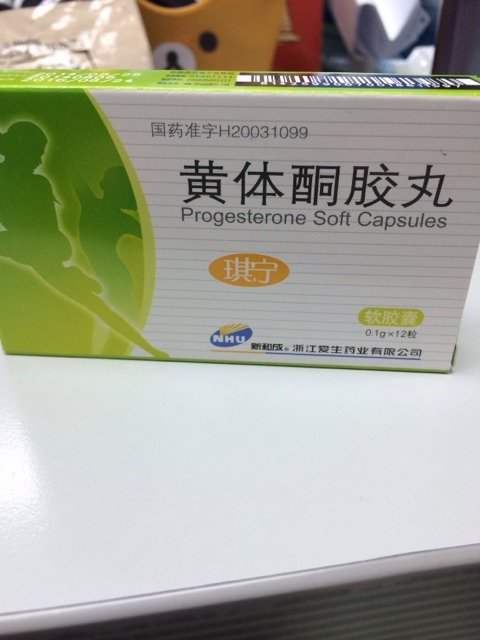 国药准字H20031099
黄体酮胶丸
Progesterone Soft Capsules
琪宁
软胶囊
0.1g×12粒
NHU 新和成® 浙江爱生药业有限公司